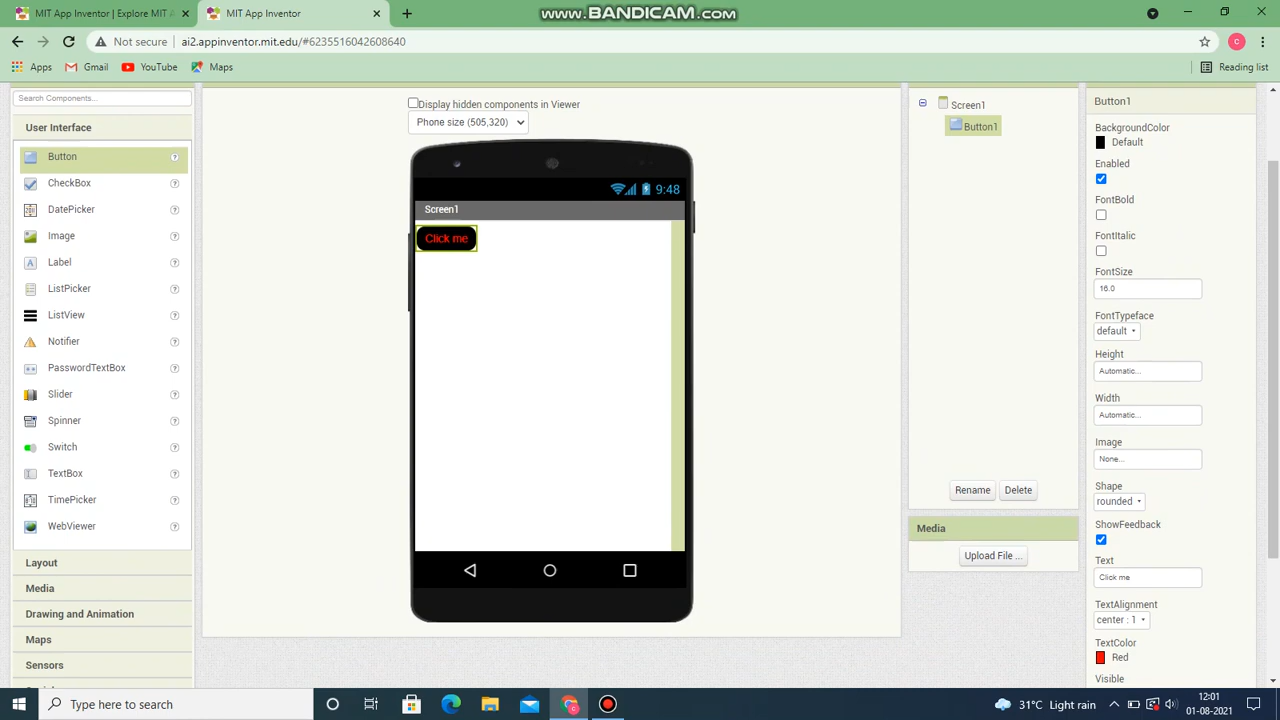 MIT App Inventor | Explore MIT A
MIT App Inventor
www.BANDICAM.com
Not secure
ai2.appinventor.mit.edu/#6235516042608640
C
Apps
Gmail
YouTube
Maps
Reading list
Search Components...
User Interface
Button
CheckBox
DatePicker
Image
Label
ListPicker
ListView
Notifier
PasswordTextBox
Slider
Spinner
Switch
TextBox
TimePicker
WebViewer
Layout
Media
Drawing and Animation
Maps
Sensors
Display hidden components in Viewer
Phone size (505,320)
9:48
Screen1
Click me
Screen1
Button1
Rename
Delete
Media
Upload File ...
Button1
BackgroundColor
Default
Enabled
FontBold
FontItalic
FontSize
16.0
FontTypeface
default
Height
Automatic...
Width
Automatic...
Image
None...
Shape
rounded
ShowFeedback
Text
Click me
TextAlignment
center : 1
TextColor
Red
Visible
Type here to search
31°C Light rain
12:01
01-08-2021